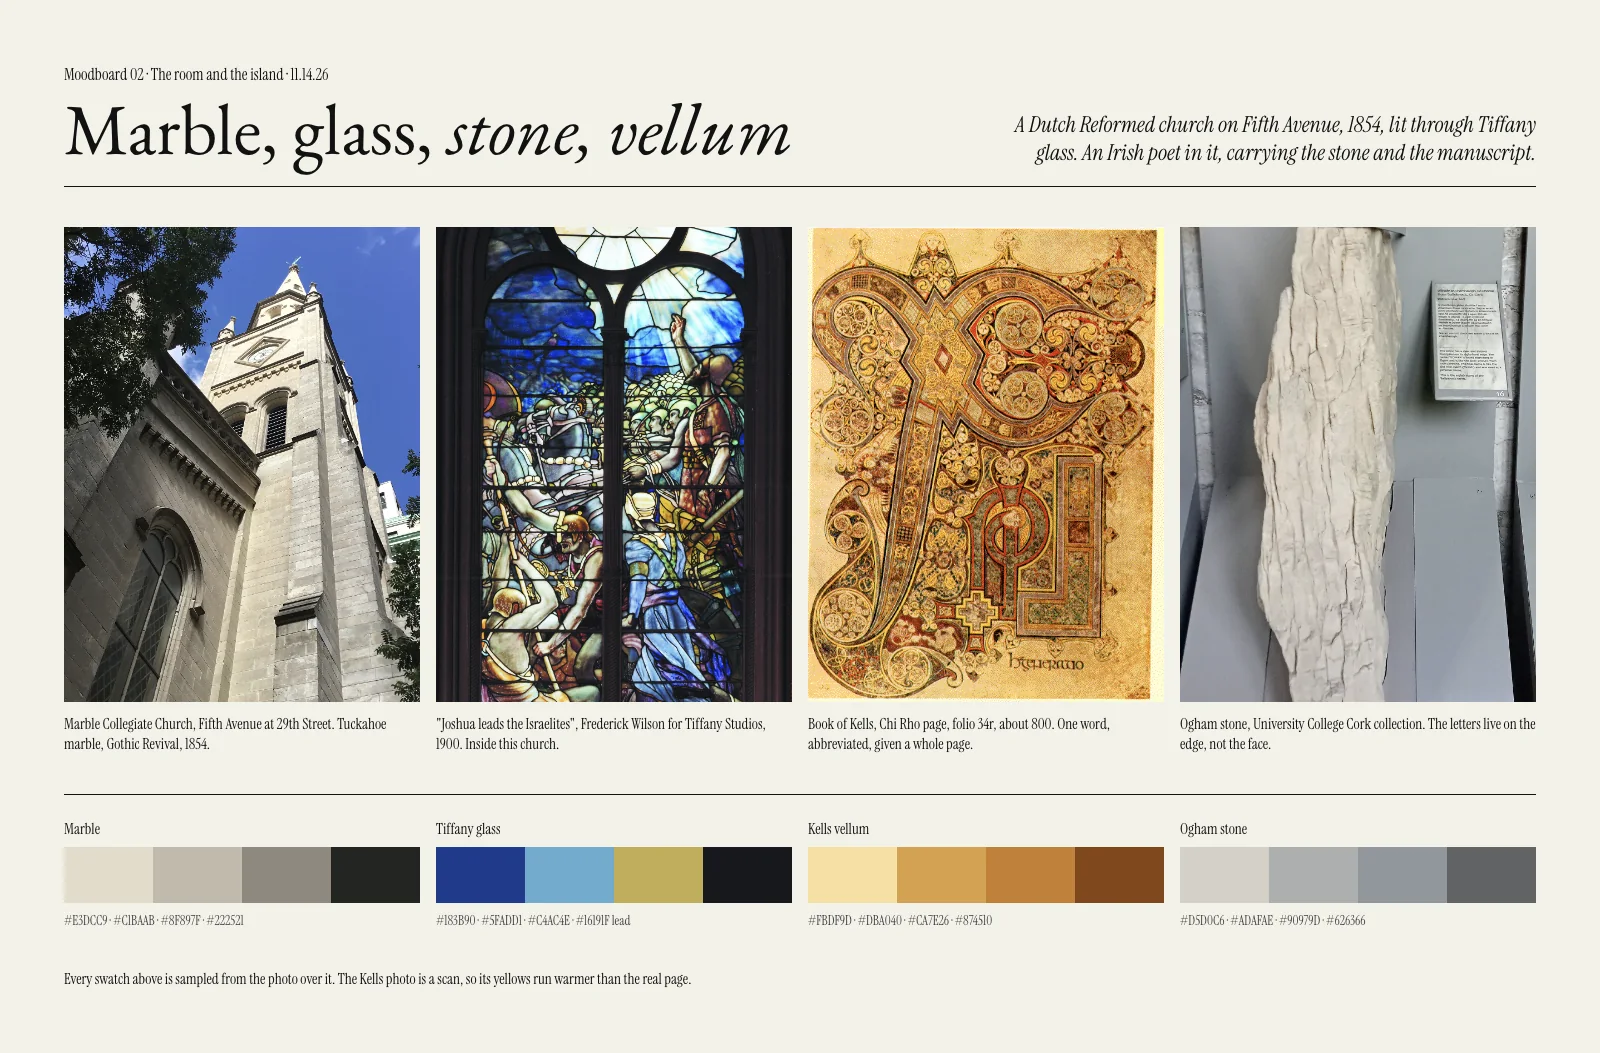 Moodboard 02 · The room and the island · 11.14.26
Marble, glass, stone, vellum
A Dutch Reformed church on Fifth Avenue, 1854, lit through Tiffany
glass. An Irish poet in it, carrying the stone and the manuscript.
Marble Collegiate Church, Fifth Avenue at 29th Street. Tuckahoe
marble, Gothic Revival, 1854.
"Joshua leads the Israelites", Frederick Wilson for Tiffany Studios,
1900. Inside this church.
Book of Kells, Chi Rho page, folio 34r, about 800. One word,
abbreviated, given a whole page.
Ogham stone, University College Cork collection. The letters live on the
edge, not the face.
Marble
Tiffany glass
Kells vellum
Ogham stone
#E3DCC9 · #C1BAAB · #8F897F · #222521
#183B90 · #5FADD1 · #C4AC4E · #16191F lead
#FBDF9D · #DBA040 · #CA7E26 · #874510
#D5D0C6 · #ADAFAE · #90979D · #626366
Every swatch above is sampled from the photo over it. The Kells photo is a scan, so its yellows run warmer than the real page.